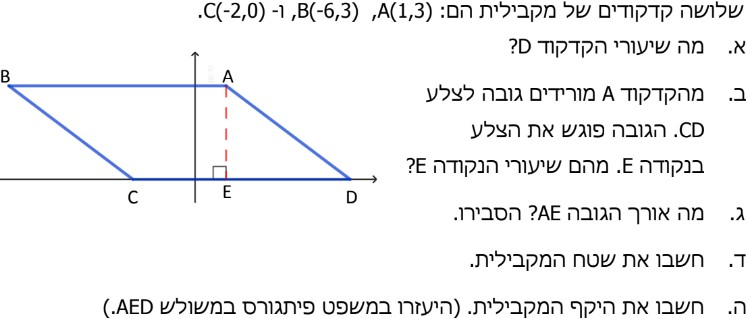 שלושה קדקודים של מקבילית הם: A(1,3), B(-6,3), ו- C(-2,0).
א. מה שיעורי הקדקוד D?
ב. מהקדקוד A מורידים גובה לצלע
CD. הגובה פוגש את הצלע
בנקודה E. מהם שיעורי הנקודה E?
ג. מה אורך הגובה AE? הסבירו.
ד. חשבו את שטח המקבילית.
ה. חשבו את היקף המקבילית. (היעזרו במשפט פיתגורס במשולש AED.)
B A
C E D